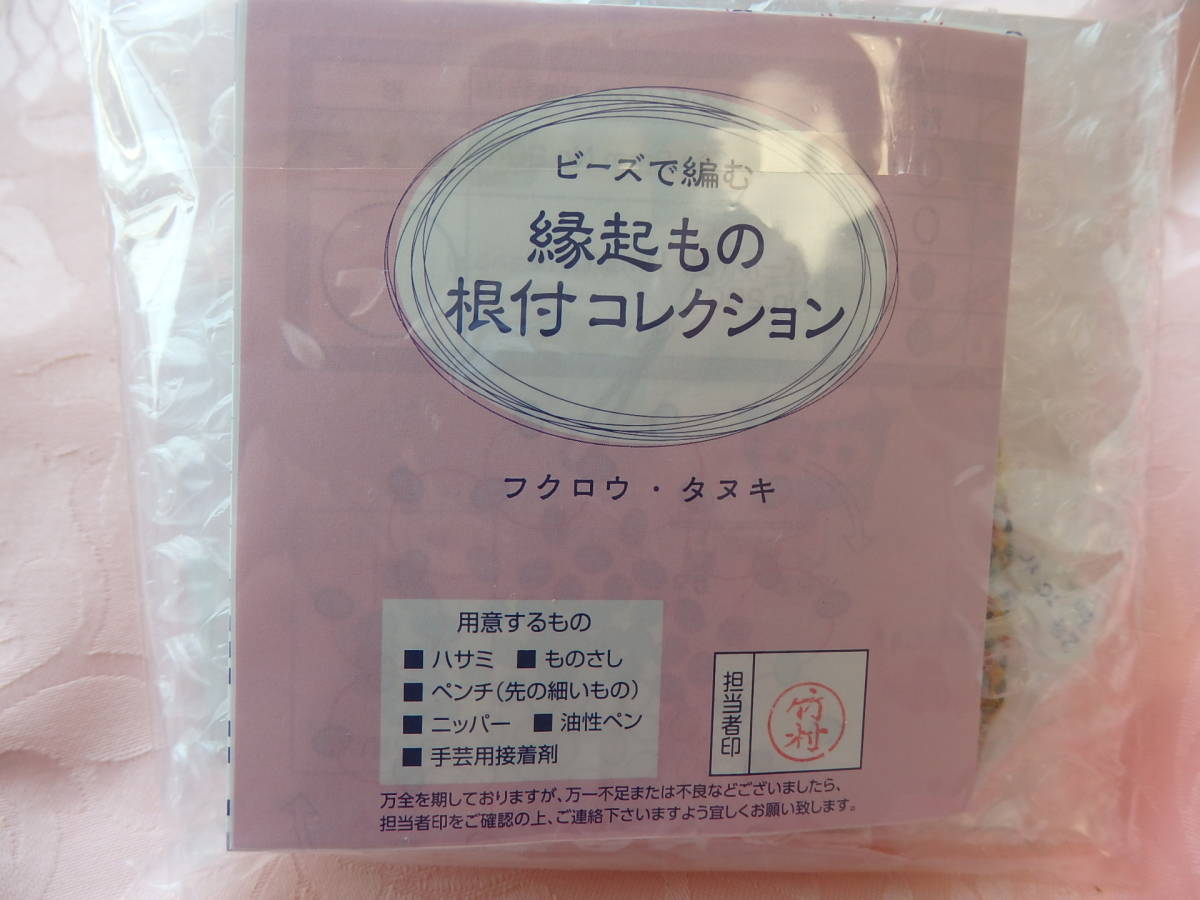 ビーズで編む
縁起もの
根付コレクション
フクロウ・タヌキ
用意するもの
■ハサミ ■ものさし
■ペンチ(先の細いもの)
■ニッパー ■油性ペン
■手芸用接着剤
担当者印
竹村
万全を期しておりますが、万一不足または不良などございましたら、
担当者印をご確認の上、ご連絡下さいますよう宜しくお願い致します。